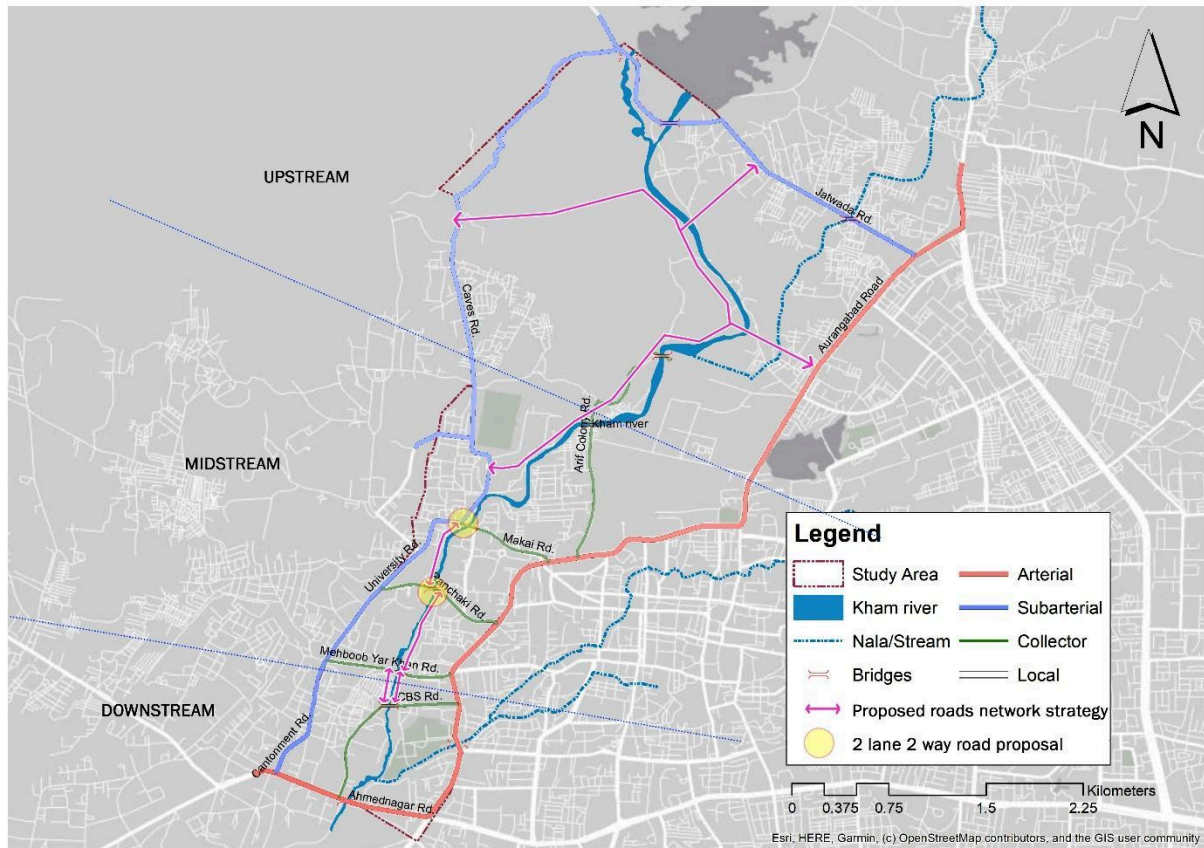 N
UPSTREAM
Jatwada Rd.
Caves Rd.
Aurangabad Road
Arif Colony Rd.
Kham river
MIDSTREAM
Makai Rd.
University Rd.
Panchaki Rd.
Mehboob Yar Khan Rd.
CBS Rd.
DOWNSTREAM
Cantonment Rd.
Ahmednagar Rd.
Legend
Study Area
Arterial
Kham river
Subarterial
Nala/Stream
Collector
Bridges
Local
Proposed roads network strategy
2 lane 2 way road proposal
Kilometers
0 0.375 0.75 1.5 2.25
Esri, HERE, Garmin, (c) OpenStreetMap contributors, and the GIS user community